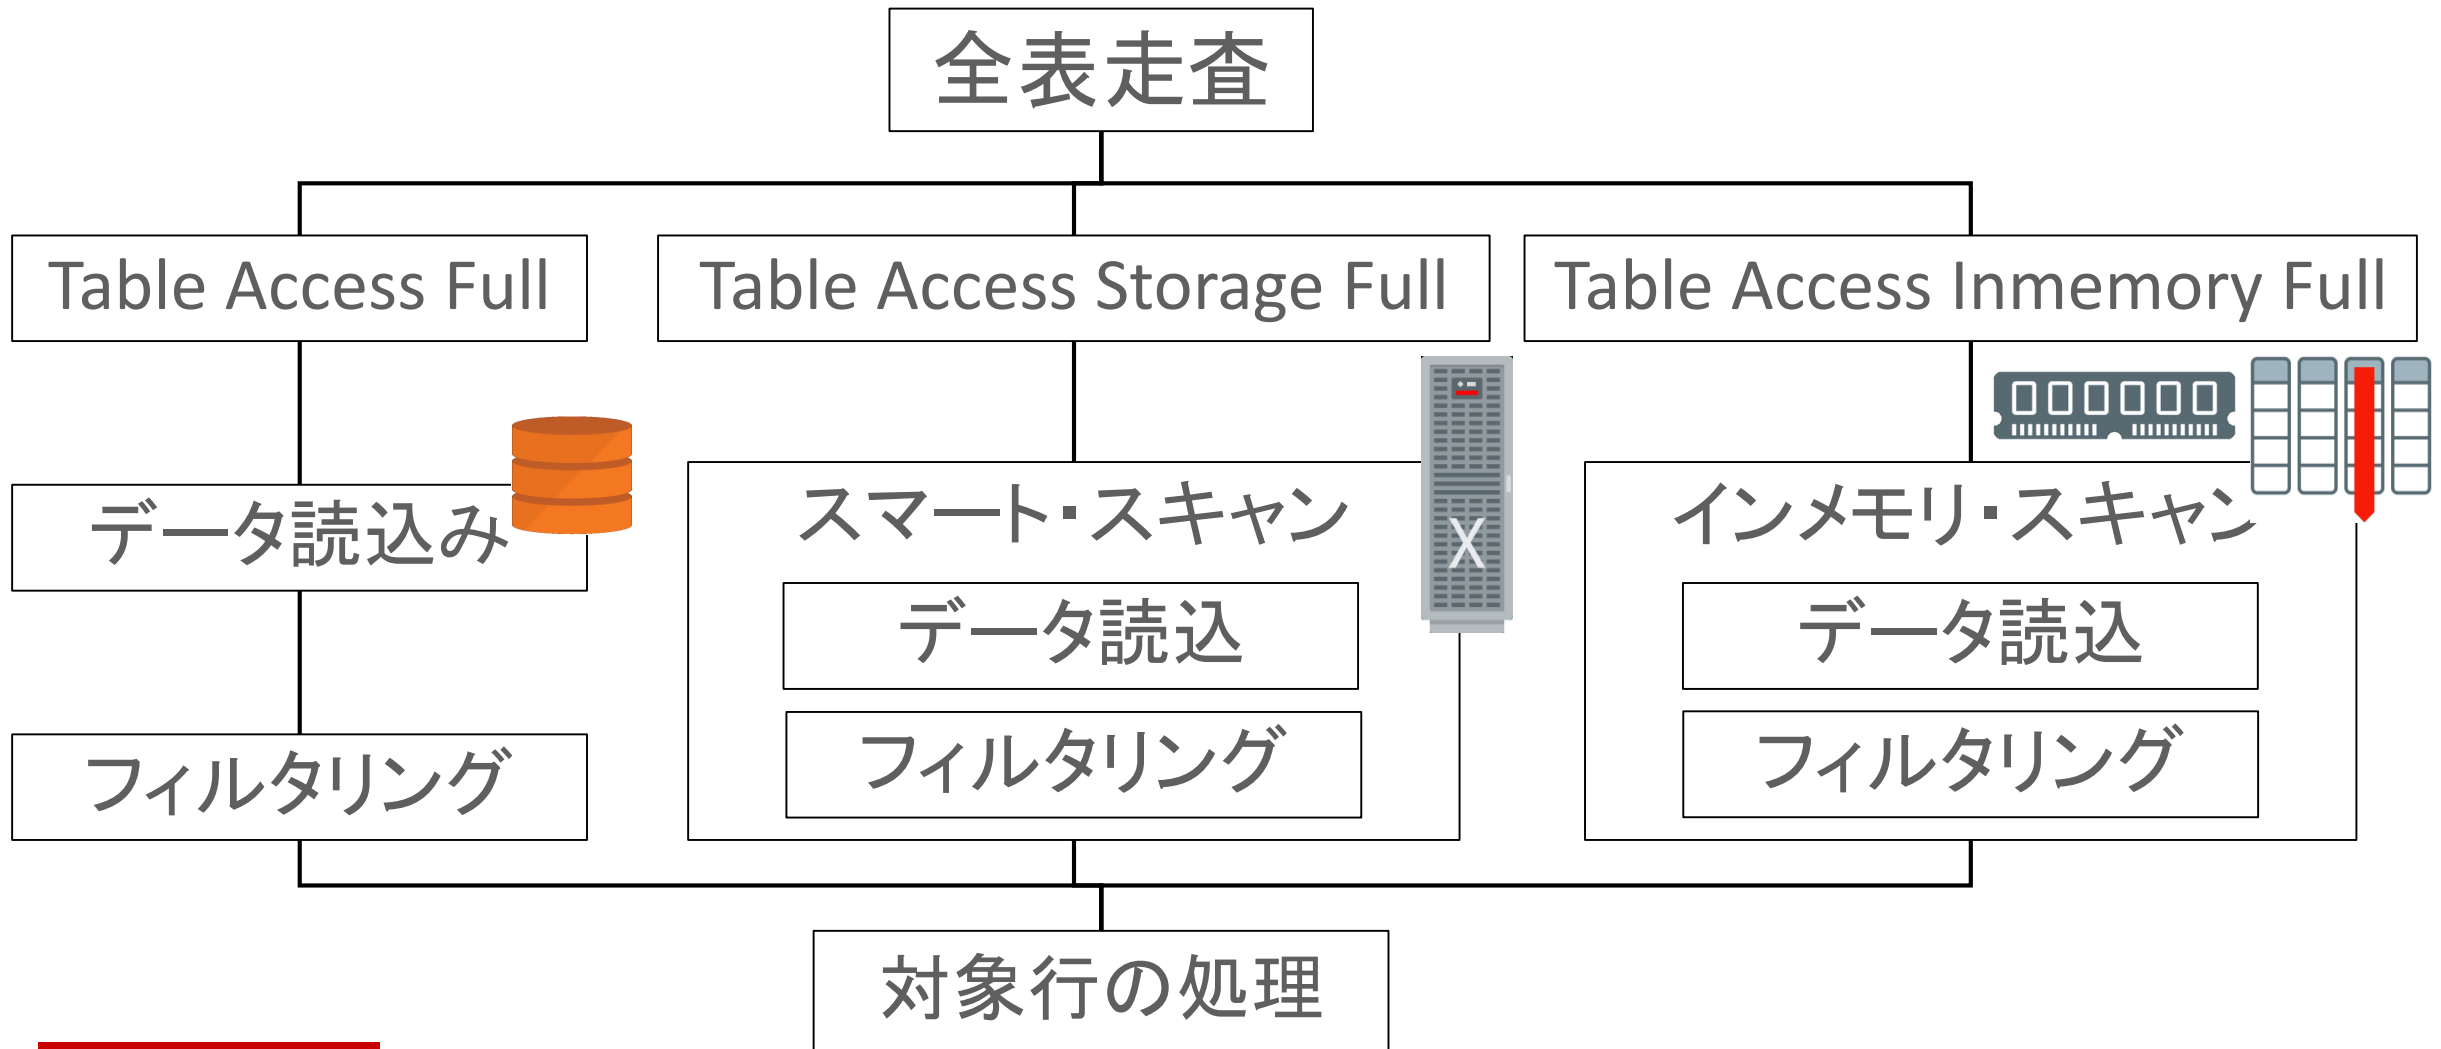 全表走査
Table Access Full
Table Access Storage Full
Table Access Inmemory Full
データ読込み
フィルタリング
スマート・スキャン
データ読込
フィルタリング
X
インメモリ・スキャン
データ読込
フィルタリング
対象行の処理